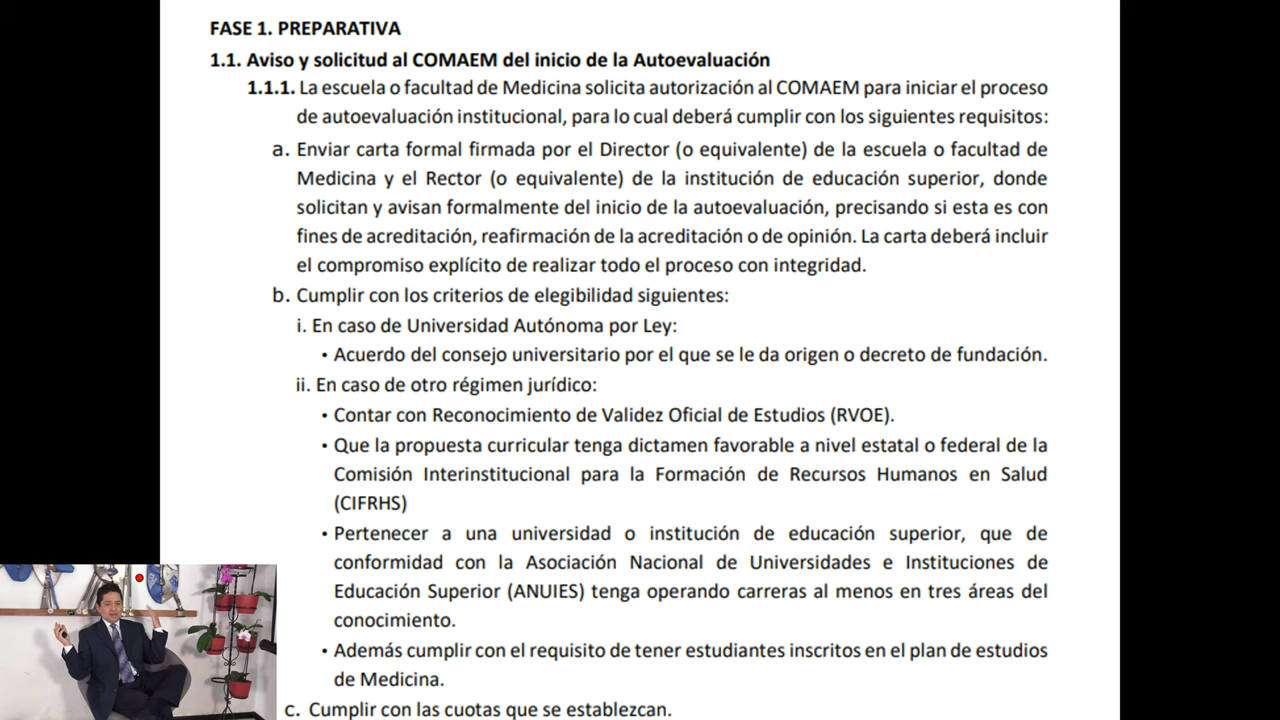 FASE 1. PREPARATIVA
1.1. Aviso y solicitud al COMAEM del inicio de la Autoevaluación
1.1.1. La escuela o facultad de Medicina solicita autorización al COMAEM para iniciar el proceso
de autoevaluación institucional, para lo cual deberá cumplir con los siguientes requisitos:
a. Enviar carta formal firmada por el Director (o equivalente) de la escuela o facultad de
Medicina y el Rector (o equivalente) de la institución de educación superior, donde
solicitan y avisan formalmente del inicio de la autoevaluación, precisando si esta es con
fines de acreditación, reafirmación de la acreditación o de opinión. La carta deberá incluir
el compromiso explícito de realizar todo el proceso con integridad.
b. Cumplir con los criterios de elegibilidad siguientes:
i. En caso de Universidad Autónoma por Ley:
• Acuerdo del consejo universitario por el que se le da origen o decreto de fundación.
ii. En caso de otro régimen jurídico:
• Contar con Reconocimiento de Validez Oficial de Estudios (RVOE).
• Que la propuesta curricular tenga dictamen favorable a nivel estatal o federal de la
Comisión Interinstitucional para la Formación de Recursos Humanos en Salud
(CIFRHS)
• Pertenecer a una universidad o institución de educación superior, que de
conformidad con la Asociación Nacional de Universidades e Instituciones de
Educación Superior (ANUIES) tenga operando carreras al menos en tres áreas del
conocimiento.
• Además cumplir con el requisito de tener estudiantes inscritos en el plan de estudios
de Medicina.
c. Cumplir con las cuotas que se establezcan.